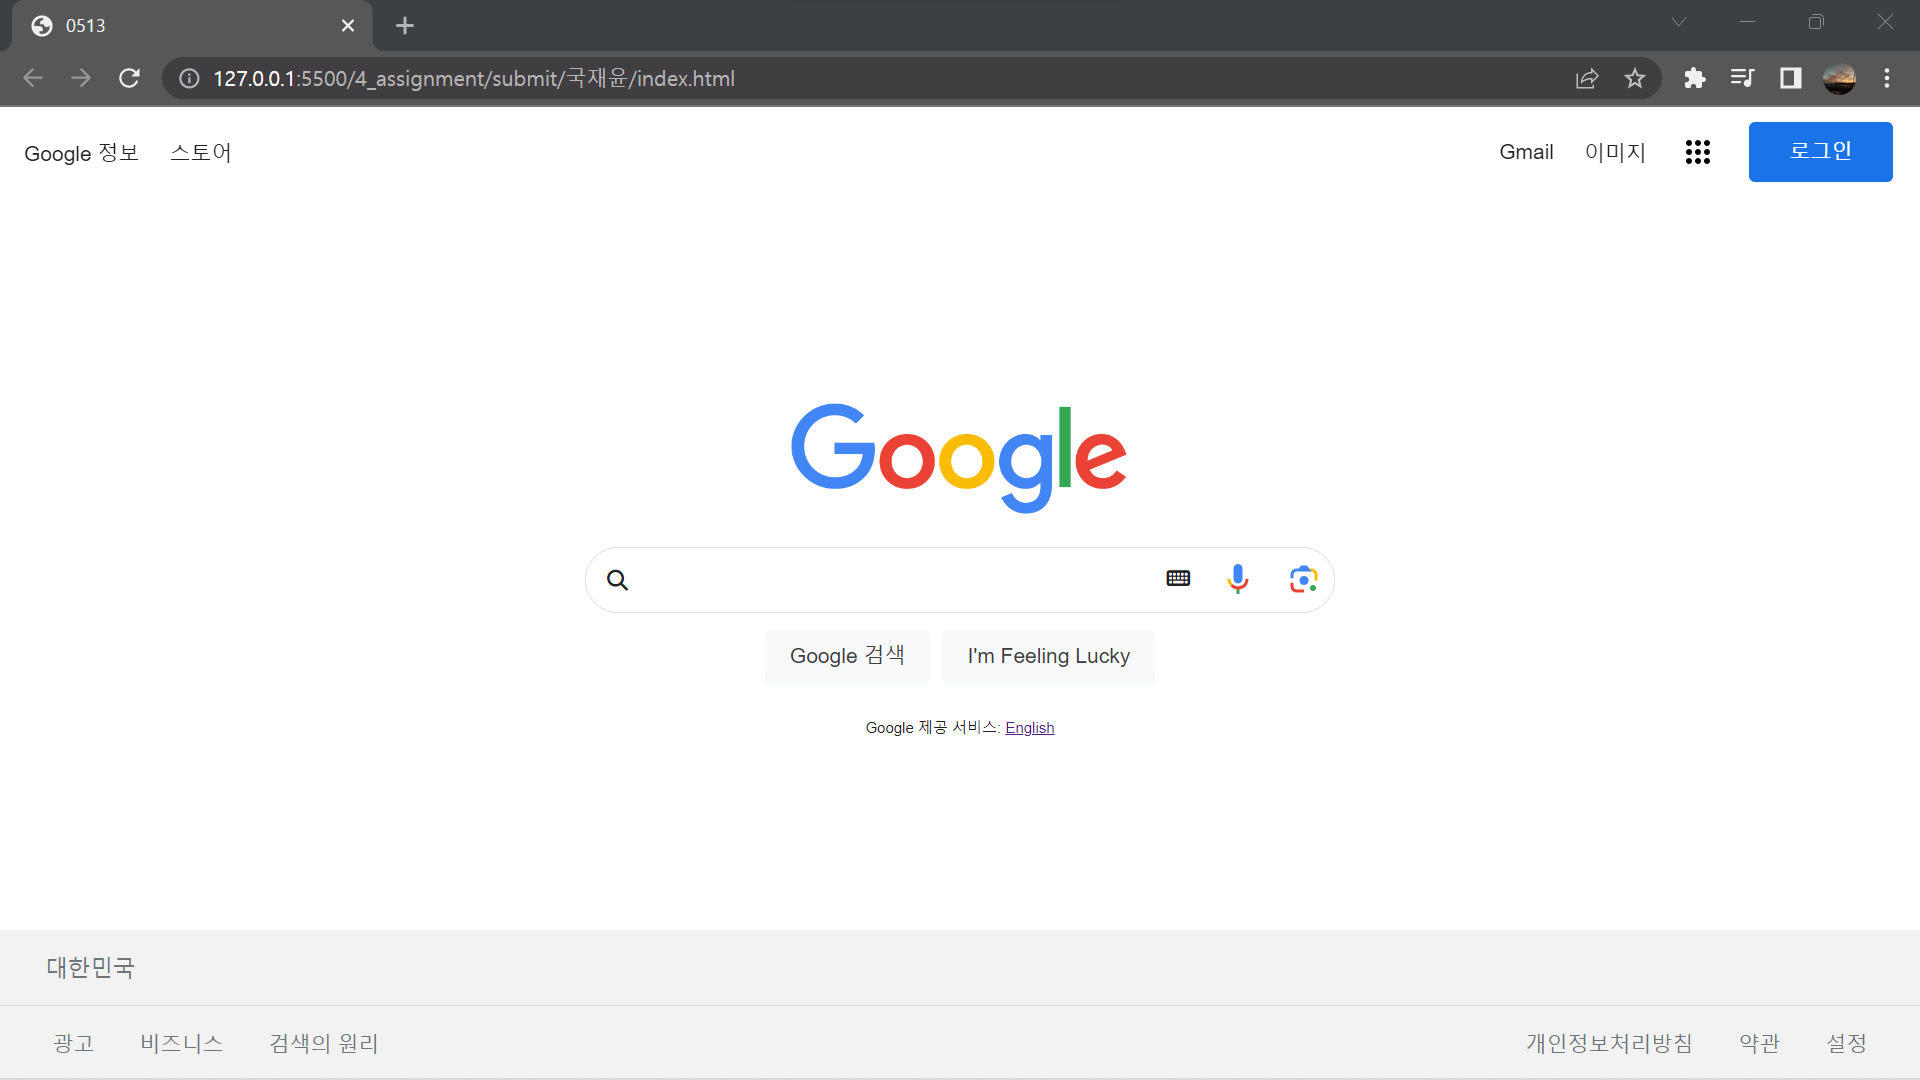 0513
127.0.0.1:5500/4_assignment/submit/국재윤/index.html
Google 정보 스토어 Gmail 이미지 로그인
Google
Google 검색 I'm Feeling Lucky
Google 제공 서비스: English
대한민국
광고 비즈니스 검색의 원리 개인정보처리방침 약관 설정